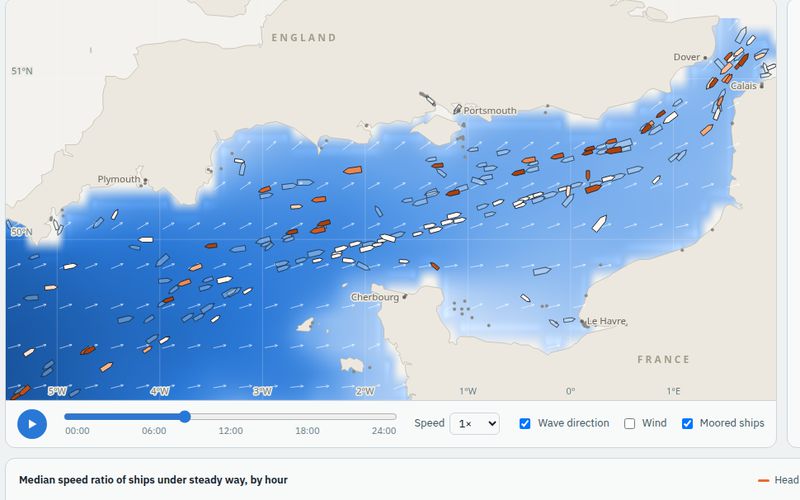 ENGLAND
Dover
51°N
Calais
Portsmouth
Plymouth
50°N
Cherbourg
Le Havre
FRANCE
5°W 4°W 3°W 2°W 1°W 0° 1°E
00:00 06:00 12:00 18:00 24:00 Speed 1× Wave direction Wind Moored ships
Median speed ratio of ships under steady way, by hour Head